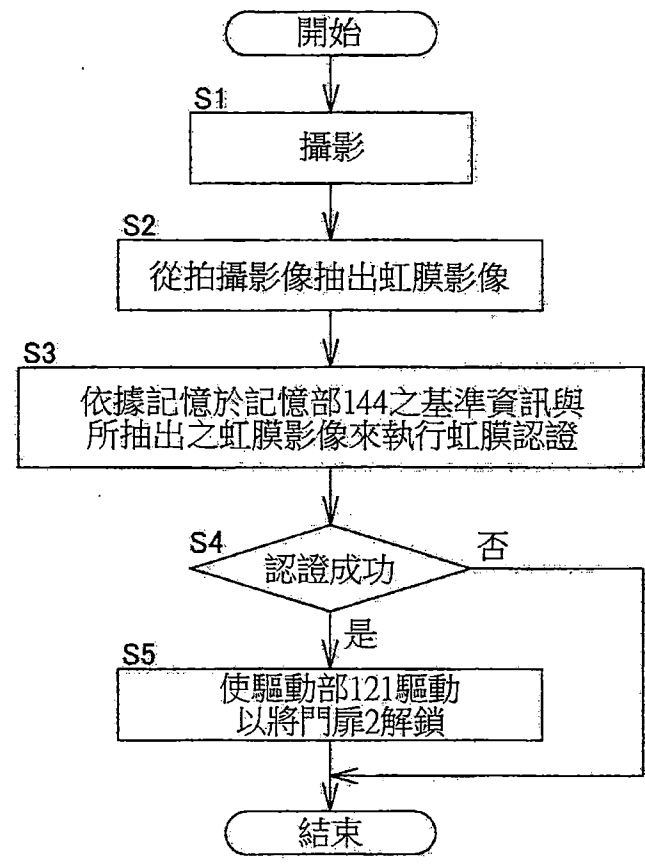 開始
S1
攝影
S2
從拍攝影像抽出虹膜影像
S3
依據記憶於記憶部144之基準資訊與
所抽出之虹膜影像來執行虹膜認證
S4
認證成功
否
是
S5
使驅動部121驅動
以將門扉2解鎖
結束